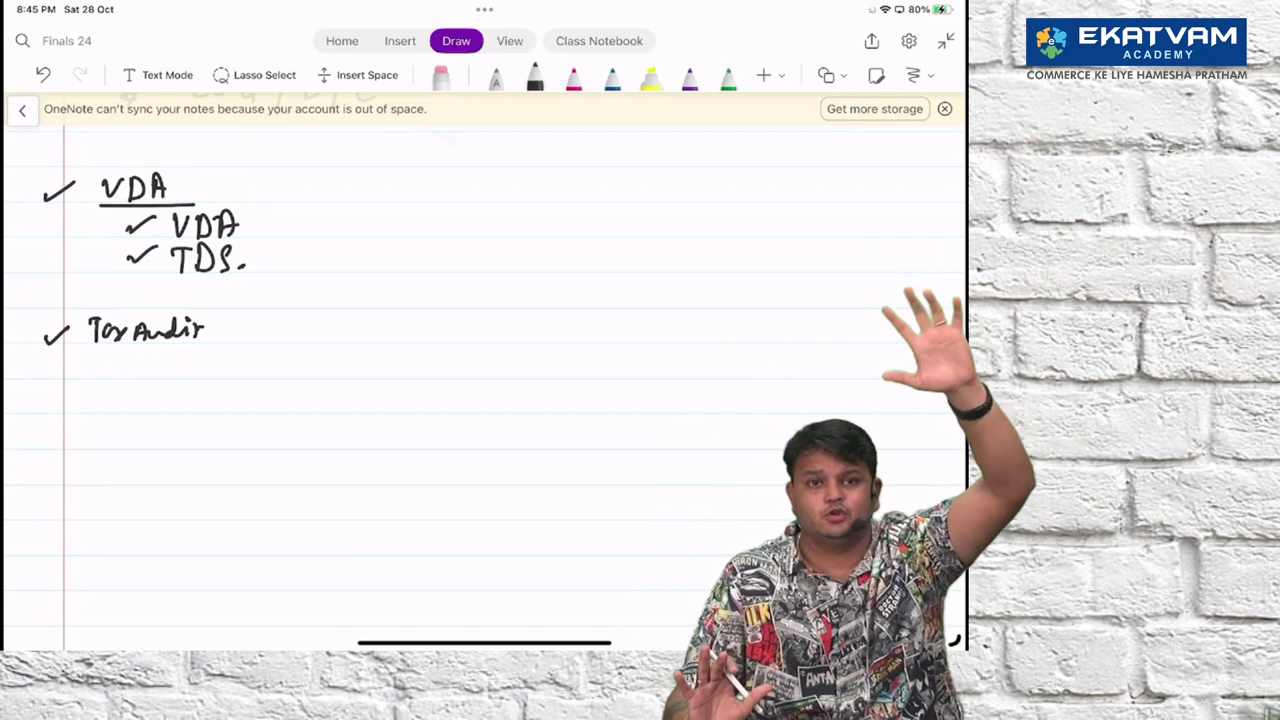 8:45 PM Sat 28 Oct
80%
Finals 24
Home Insert Draw View Class Notebook
Text Mode Lasso Select Insert Space
OneNote can't sync your notes because your account is out of space.
Get more storage
EKATVAM
ACADEMY
COMMERCE KE LIYE HAMESHA PRATHAM
VDA
VDA
TDS.
Tax Audit